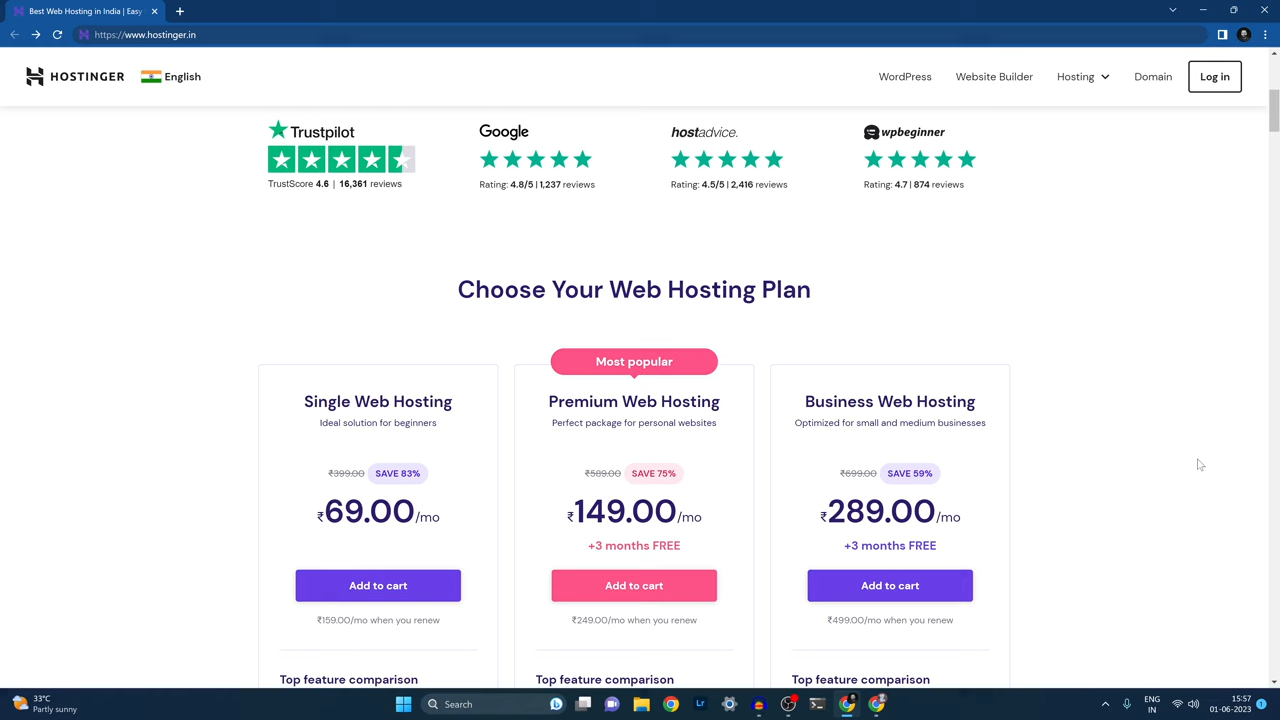 Best Web Hosting in India | Easy
https://www.hostinger.in
HOSTINGER
English
WordPress
Website Builder
Hosting
Domain
Log in
Trustpilot
TrustScore 4.6 | 16,361 reviews
Google
Rating: 4.8/5 | 1,237 reviews
hostadvice.
Rating: 4.5/5 | 2,416 reviews
wpbeginner
Rating: 4.7 | 874 reviews
Choose Your Web Hosting Plan
Single Web Hosting
Ideal solution for beginners
₹399.00 SAVE 83%
₹69.00/mo
Add to cart
₹159.00/mo when you renew
Top feature comparison
Most popular
Premium Web Hosting
Perfect package for personal websites
₹589.00 SAVE 75%
₹149.00/mo
+3 months FREE
Add to cart
₹249.00/mo when you renew
Top feature comparison
Business Web Hosting
Optimized for small and medium businesses
₹699.00 SAVE 59%
₹289.00/mo
+3 months FREE
Add to cart
₹499.00/mo when you renew
Top feature comparison
33°C
Partly sunny
Search
Lr
ENG
IN
15:57
01-06-2023